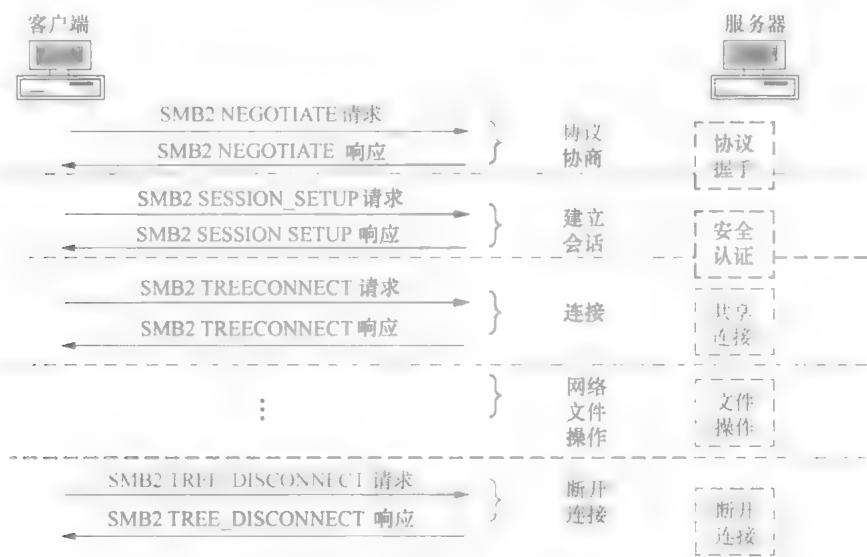 客户端
服务器
SMB2 NEGOTIATE 请求
SMB2 NEGOTIATE 响应
协议
协商
协议
握手
SMB2 SESSION_SETUP 请求
SMB2 SESSION SETUP 响应
建立
会话
安全
认证
SMB2 TREECONNECT 请求
SMB2 TREECONNECT 响应
连接
共享
连接
网络
文件
操作
文件
操作
SMB2 TREE_DISCONNECT 请求
SMB2 TREE_DISCONNECT 响应
断开
连接
断开
连接